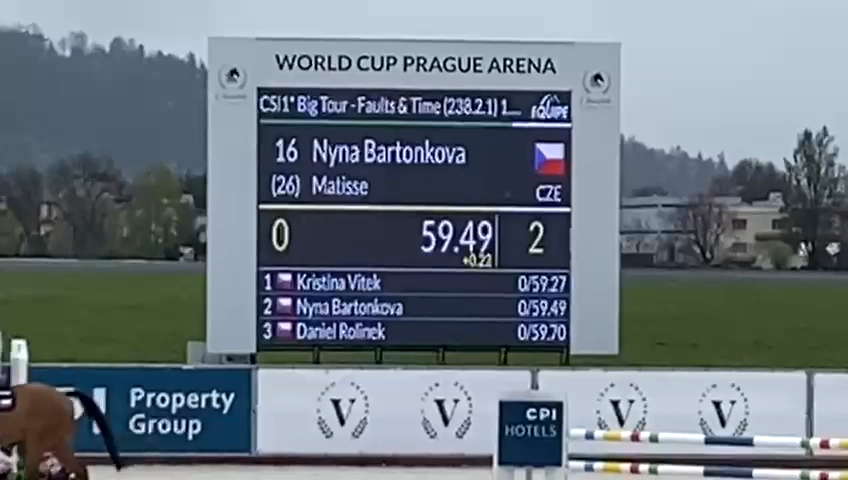 WORLD CUP PRAGUE ARENA
CSI1* Big Tour - Faults & Time (238.2.1) 1... EQUIPE
16 Nyna Bartonkova
(26) Matisse CZE
0 59.49 2
+0.22
1 Kristina Vitek 0/59.27
2 Nyna Bartonkova 0/59.49
3 Daniel Rolinek 0/59.70
PI Property
Group
V V V V
CPI
HOTELS